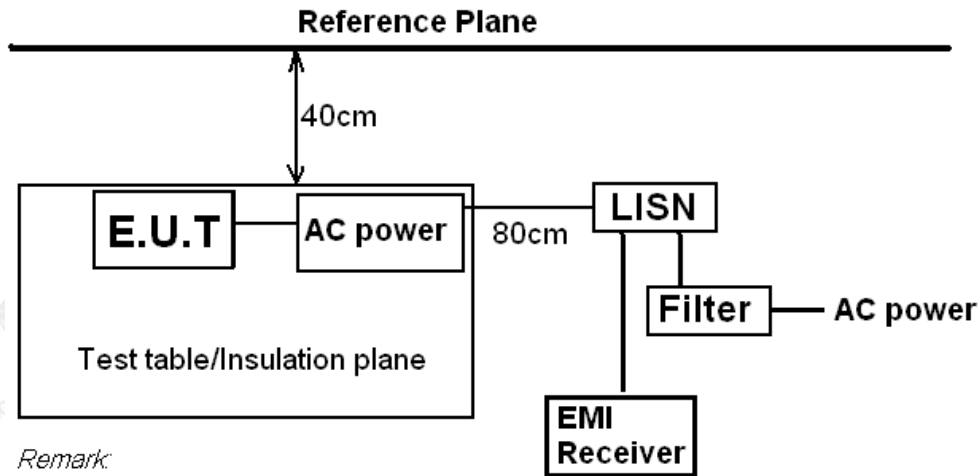 Reference Plane
40cm
E.U.T
AC power
80cm
LISN
Filter
AC power
Test table/Insulation plane
EMI
Receiver
Remark: